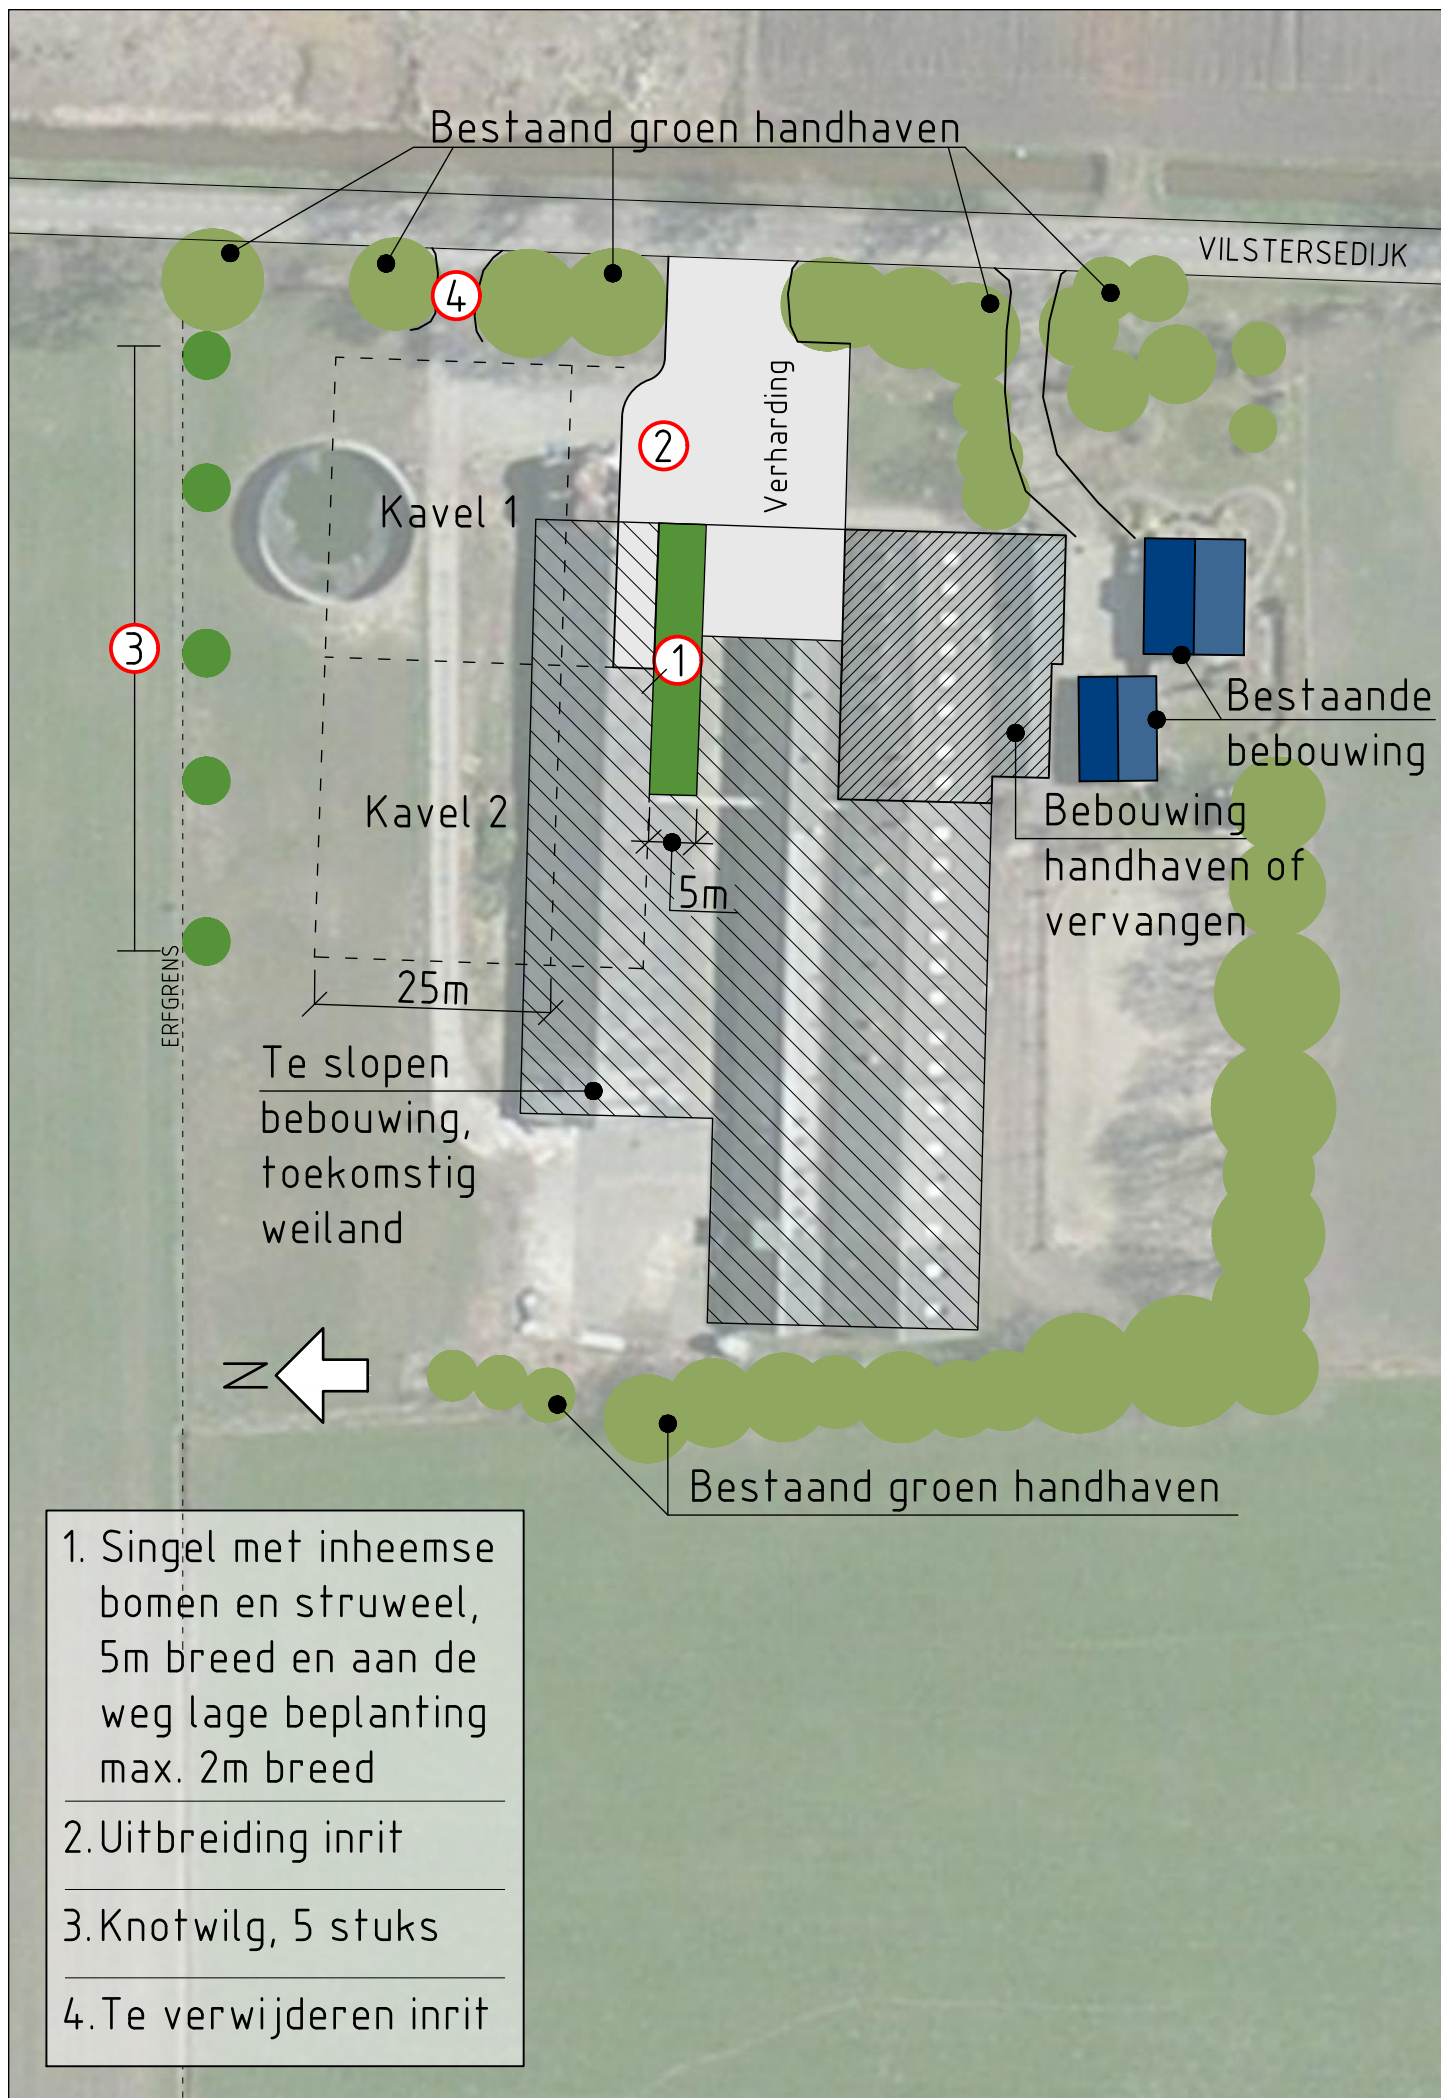 Bestaand groen handhaven
VILSTERSEDIJK
4
Verharding
2
Kavel 1
3
1
Bestaande
bebouwing
Kavel 2
Bebouwing
handhaven of
vervangen
5m
ERFGRENS
25m
Te slopen
bebouwing,
toekomstig
weiland
N
Bestaand groen handhaven
1. Singel met inheemse
bomen en struweel,
5m breed en aan de
weg lage beplanting
max. 2m breed
2. Uitbreiding inrit
3. Knotwilg, 5 stuks
4. Te verwijderen inrit